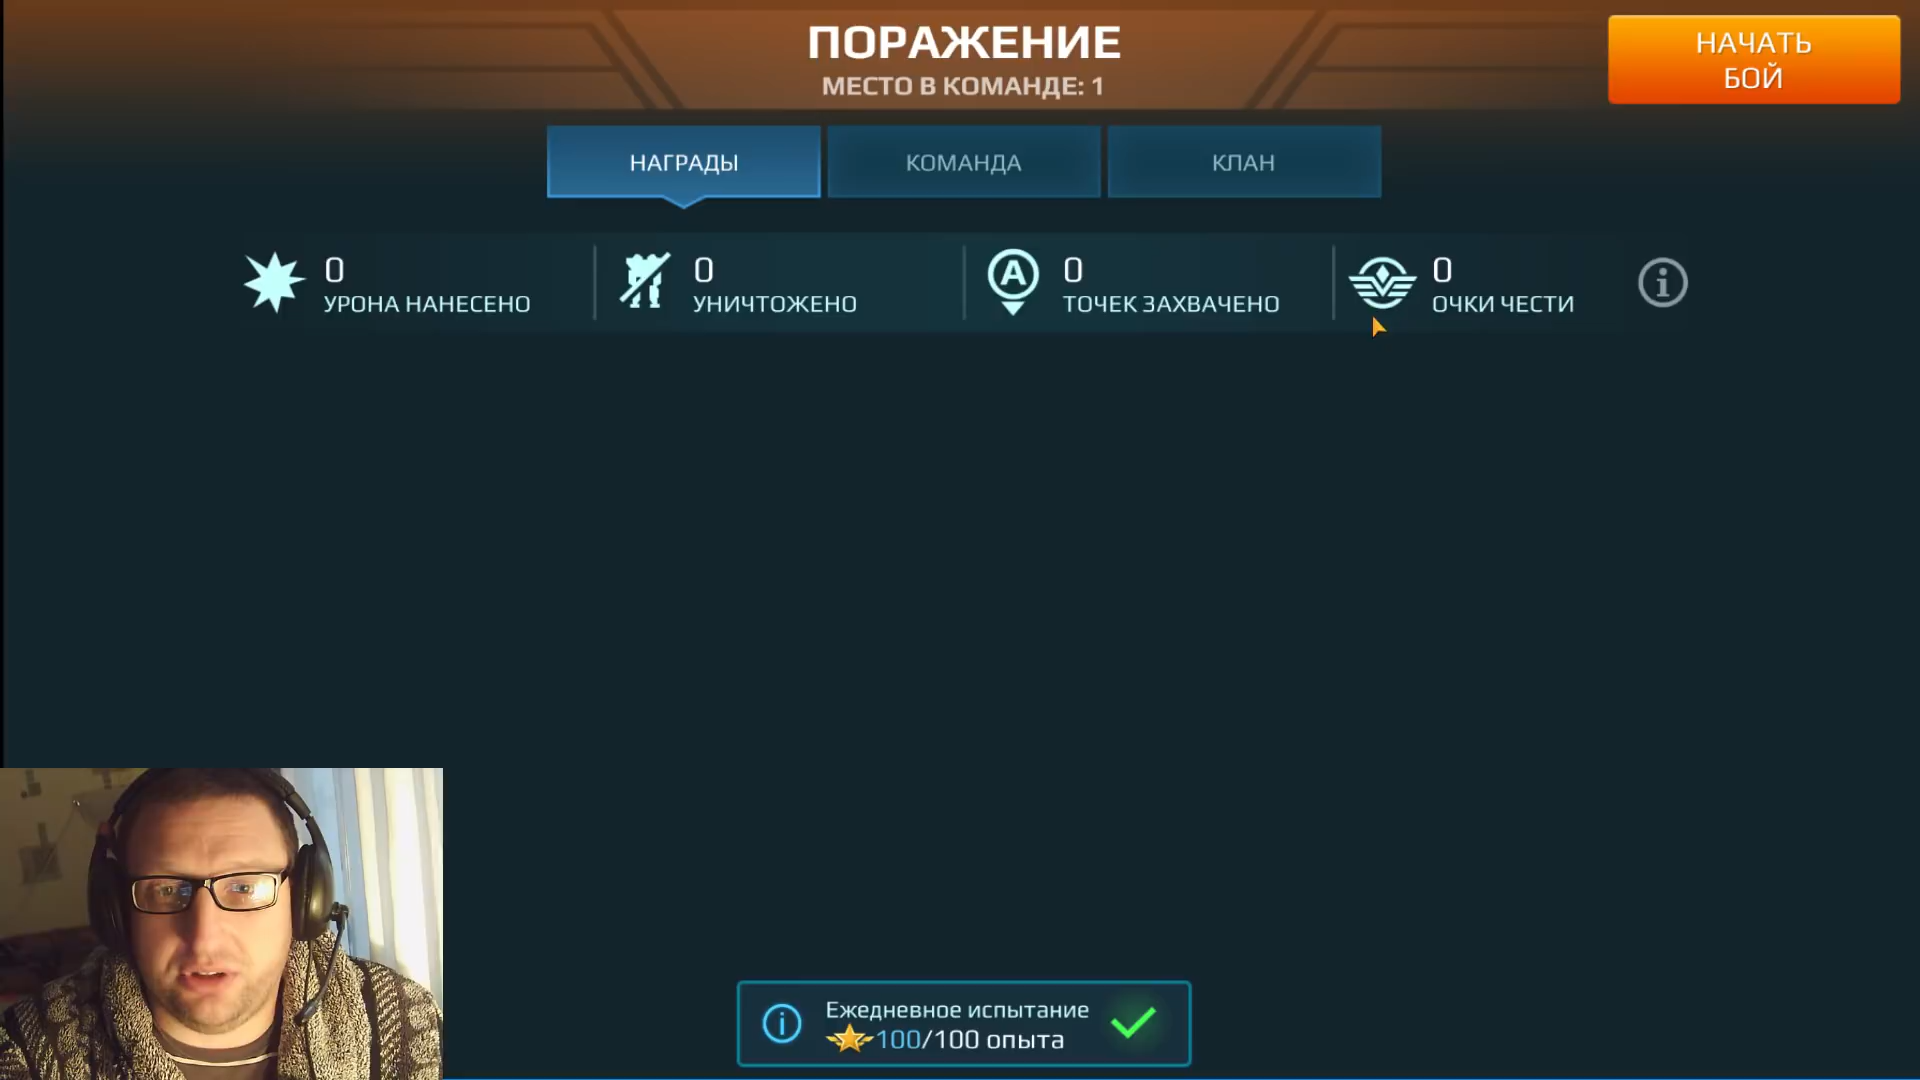 ПОРАЖЕНИЕ
МЕСТО В КОМАНДЕ: 1
НАЧАТЬ
БОЙ
НАГРАДЫ
КОМАНДА
КЛАН
0
УРОНА НАНЕСЕНО
0
УНИЧТОЖЕНО
A
0
ТОЧЕК ЗАХВАЧЕНО
0
ОЧКИ ЧЕСТИ
Ежедневное испытание
100/100 опыта